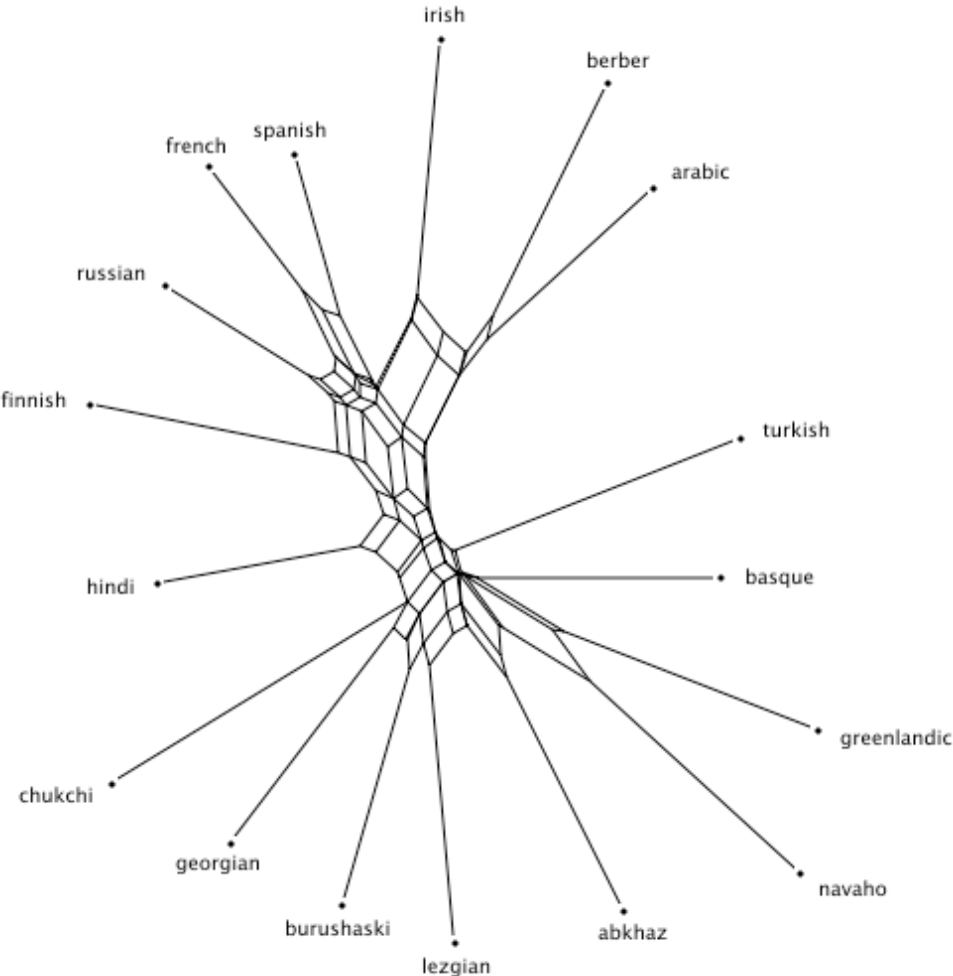 irish
berber
spanish
french
arabic
russian
finnish
turkish
basque
hindi
greenlandic
chukchi
georgian
navaho
burushaski
abkhaz
lezgian